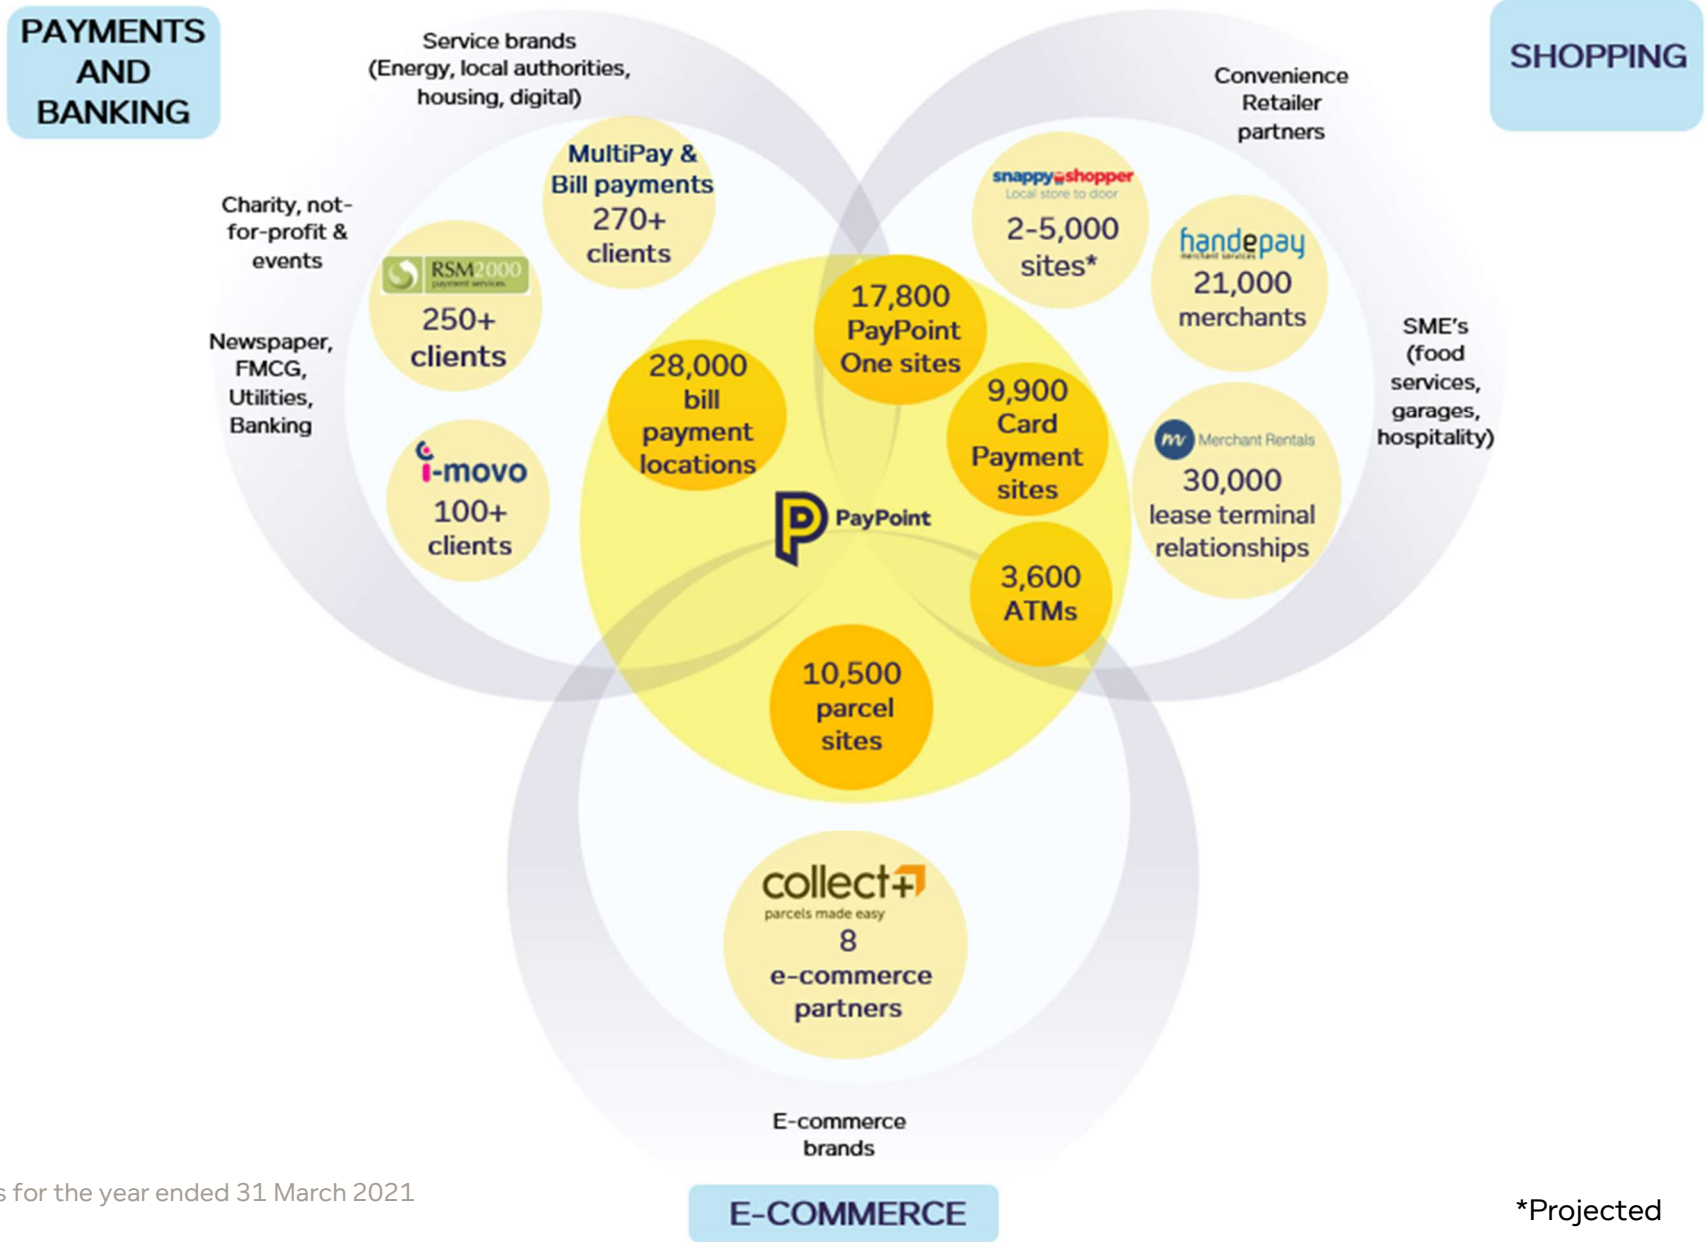 PAYMENTS
AND
BANKING
SHOPPING
Service brands
(Energy, local authorities,
housing, digital)
Convenience
Retailer
partners
Charity, not-
for-profit &
events
Newspaper,
FMCG,
Utilities,
Banking
SME's
(food
services,
garages,
hospitality)
MultiPay &
Bill payments
270+
clients
RSM2000
payment services
250+
clients
i-movo
100+
clients
28,000
bill
payment
locations
17,800
PayPoint
One sites
9,900
Card
Payment
sites
3,600
ATMs
10,500
parcel
sites
PayPoint
snappy shopper
Local store to door
2-5,000
sites*
handepay
merchant services
21,000
merchants
m Merchant Rentals
30,000
lease terminal
relationships
collect+
parcels made easy
8
e-commerce
partners
E-commerce
brands
s for the year ended 31 March 2021
E-COMMERCE
*Projected